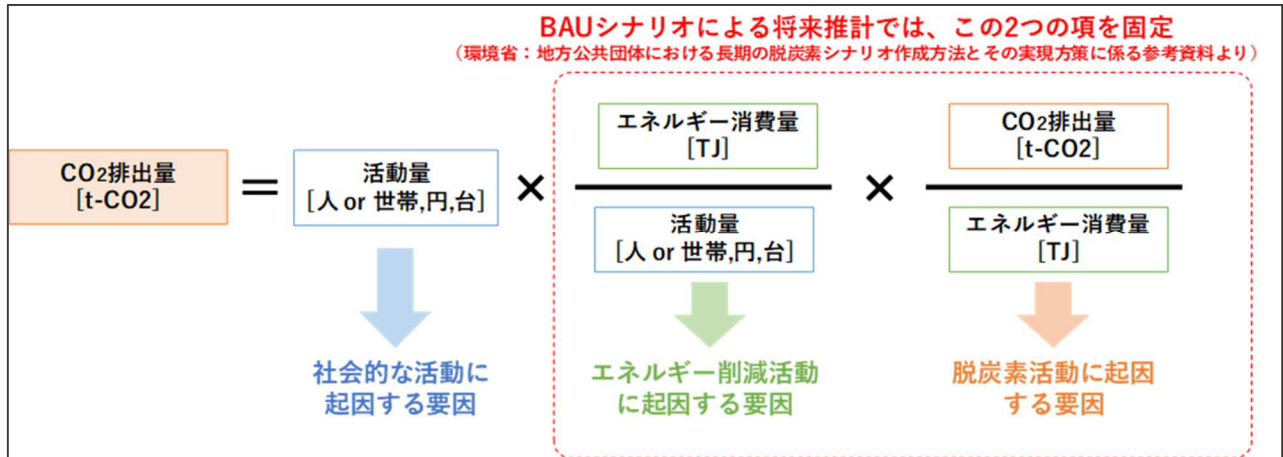 BAUシナリオによる将来推計では、この2つの項を固定
（環境省：地方公共団体における長期の脱炭素シナリオ作成方法とその実現方策に係る参考資料より）
CO2排出量
[t-CO2]
＝
活動量
[人 or 世帯,円,台]
×
エネルギー消費量
[TJ]
活動量
[人 or 世帯,円,台]
×
CO2排出量
[t-CO2]
エネルギー消費量
[TJ]
社会的な活動に
起因する要因
エネルギー削減活動
に起因する要因
脱炭素活動に起因
する要因